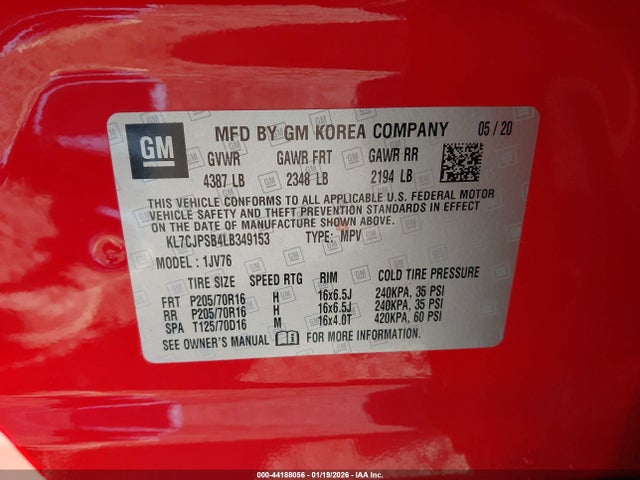 GM
MFD BY GM KOREA COMPANY 05/20
GVWR GAWR FRT GAWR RR
4387 LB 2348 LB 2194 LB
THIS VEHICLE CONFORMS TO ALL APPLICABLE U.S. FEDERAL MOTOR
VEHICLE SAFETY AND THEFT PREVENTION STANDARDS IN EFFECT
ON THE DATE OF MANUFACTURE SHOWN ABOVE.
KL7CJPSB4LB349153 TYPE: MPV
MODEL: 1JV76
TIRE SIZE SPEED RTG RIM COLD TIRE PRESSURE
FRT P205/70R16 H 16x6.5J 240KPA, 35 PSI
RR P205/70R16 H 16x6.5J 240KPA, 35 PSI
SPA T125/70D16 M 16x4.0T 420KPA, 60 PSI
SEE OWNER'S MANUAL FOR MORE INFORMATION.
000-44188056 | 01/19/2026 | IAA Inc.